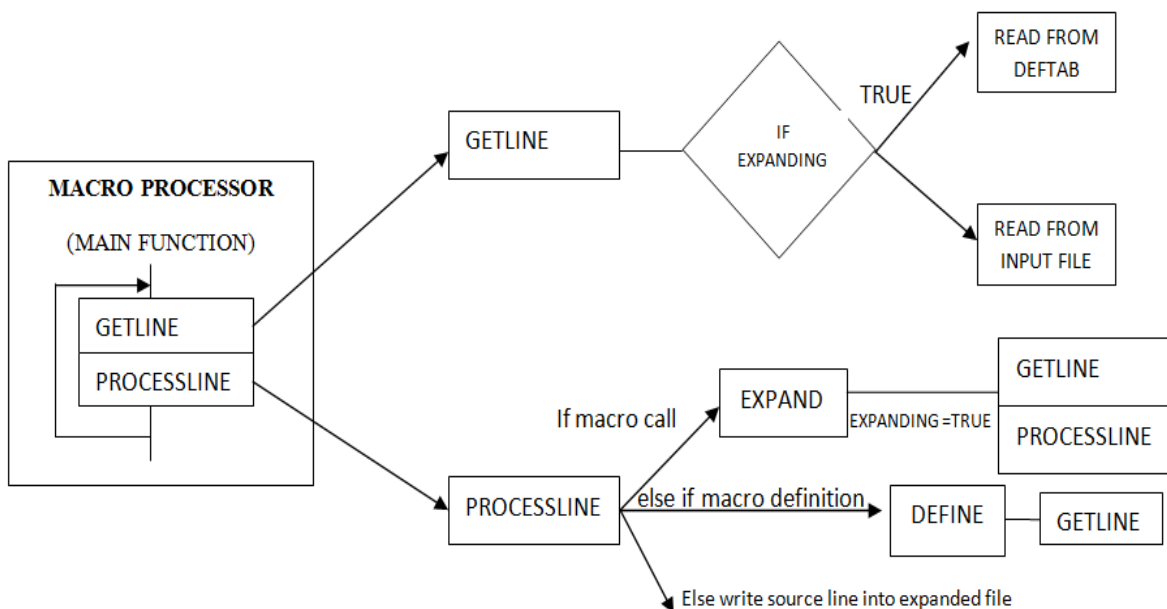 MACRO PROCESSOR
(MAIN FUNCTION)
GETLINE
PROCESSLINE
GETLINE
IF
EXPANDING
TRUE
READ FROM
DEFTAB
READ FROM
INPUT FILE
PROCESSLINE
If macro call
EXPAND
EXPANDING =TRUE
GETLINE
PROCESSLINE
else if macro definition
DEFINE
GETLINE
Else write source line into expanded file